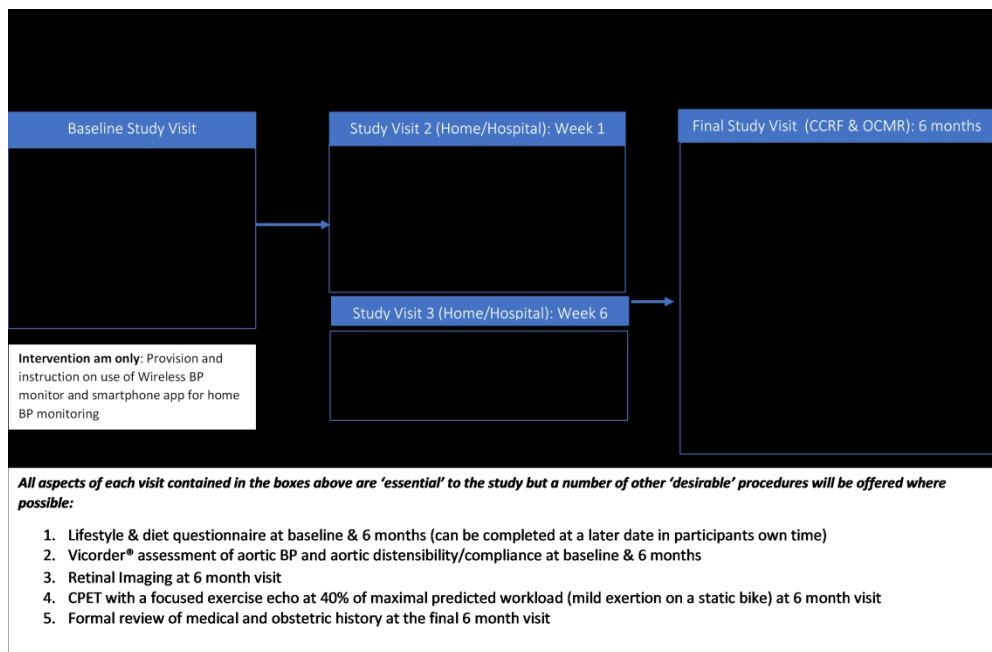 Baseline Study Visit
Study Visit 2 (Home/Hospital): Week 1
Final Study Visit  (CCRF & OCMR): 6 months
Study Visit 3 (Home/Hospital): Week 6
Intervention am only: Provision and
instruction on use of Wireless BP
monitor and smartphone app for home
BP monitoring
All aspects of each visit contained in the boxes above are ‘essential’ to the study but a number of other ‘desirable’ procedures will be offered where
possible:
1. Lifestyle & diet questionnaire at baseline & 6 months (can be completed at a later date in participants own time)
2. Vicorder® assessment of aortic BP and aortic distensibility/compliance at baseline & 6 months
3. Retinal Imaging at 6 month visit
4. CPET with a focused exercise echo at 40% of maximal predicted workload (mild exertion on a static bike) at 6 month visit
5. Formal review of medical and obstetric history at the final 6 month visit